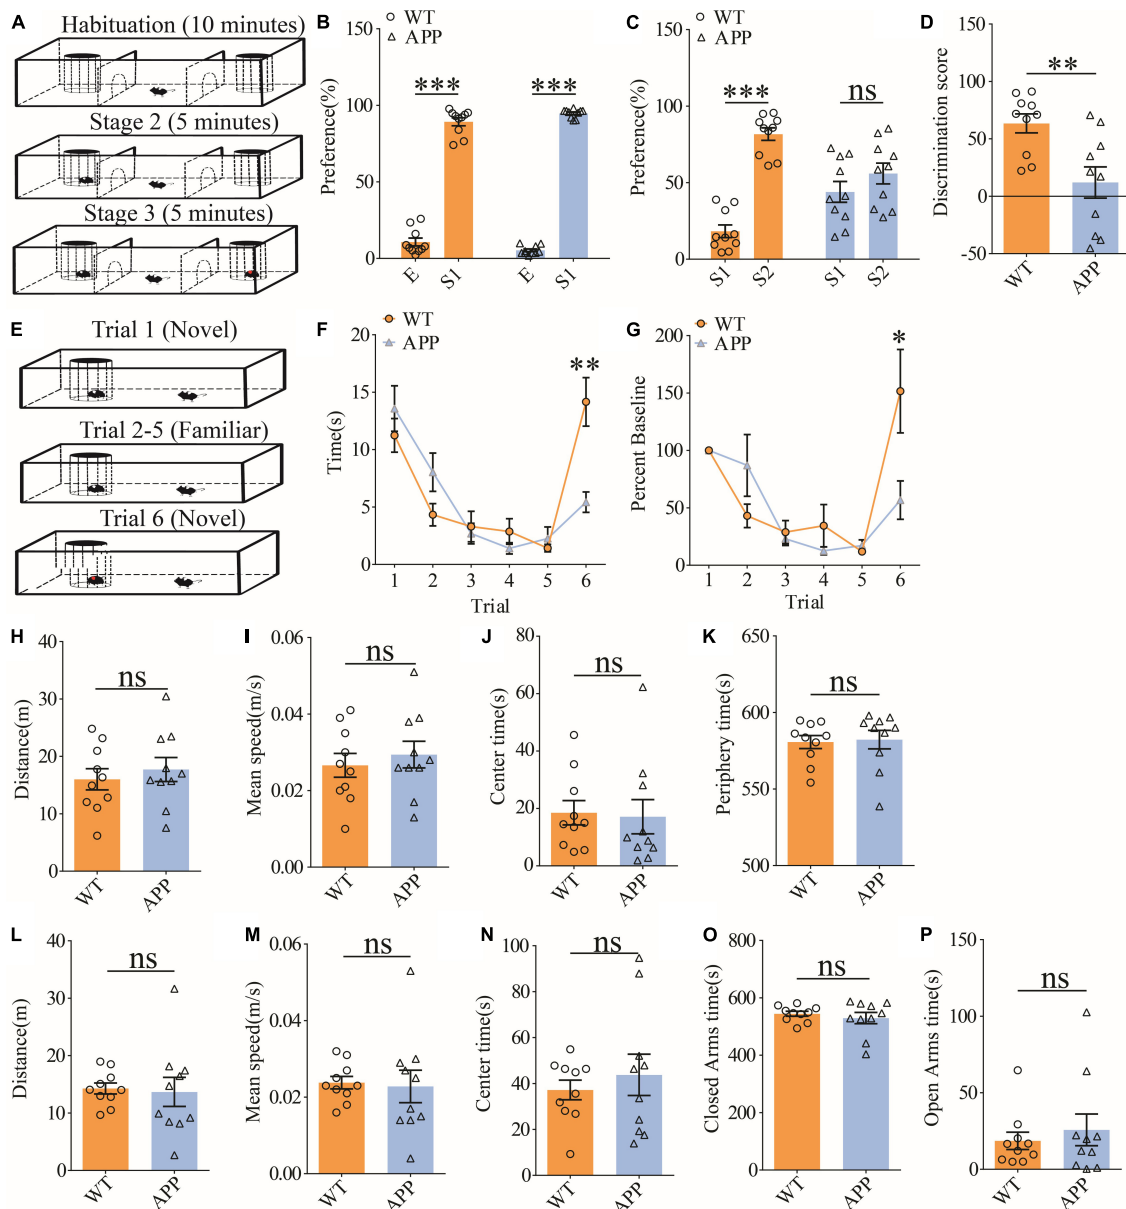 A
Habituation (10 minutes)
Stage 2 (5 minutes)
Stage 3 (5 minutes)
B
WT
APP
Preference(%)
150
100
50
0
***
***
E
S1
E
S1
C
WT
APP
Preference(%)
150
100
50
0
***
ns
S1
S2
S1
S2
D
Discrimination score
150
100
50
0
-50
**
WT
APP
E
Trial 1 (Novel)
Trial 2-5 (Familiar)
Trial 6 (Novel)
F
WT
APP
Time(s)
20
15
10
5
0
**
1 2 3 4 5 6
Trial
G
WT
APP
Percent Baseline
200
150
100
50
0
*
1 2 3 4 5 6
Trial
H
Distance(m)
40
30
20
10
0
ns
WT
APP
I
Mean speed(m/s)
0.06
0.04
0.02
0.00
ns
WT
APP
J
Center time(s)
80
60
40
20
0
ns
WT
APP
K
Periphery time(s)
650
600
550
500
ns
WT
APP
L
Distance(m)
40
30
20
10
0
ns
WT
APP
M
Mean speed(m/s)
0.06
0.04
0.02
0.00
ns
WT
APP
N
Center time(s)
100
80
60
40
20
0
ns
WT
APP
O
Closed Arms time(s)
800
600
400
200
0
ns
WT
APP
P
Open Arms time(s)
150
100
50
0
ns
WT
APP